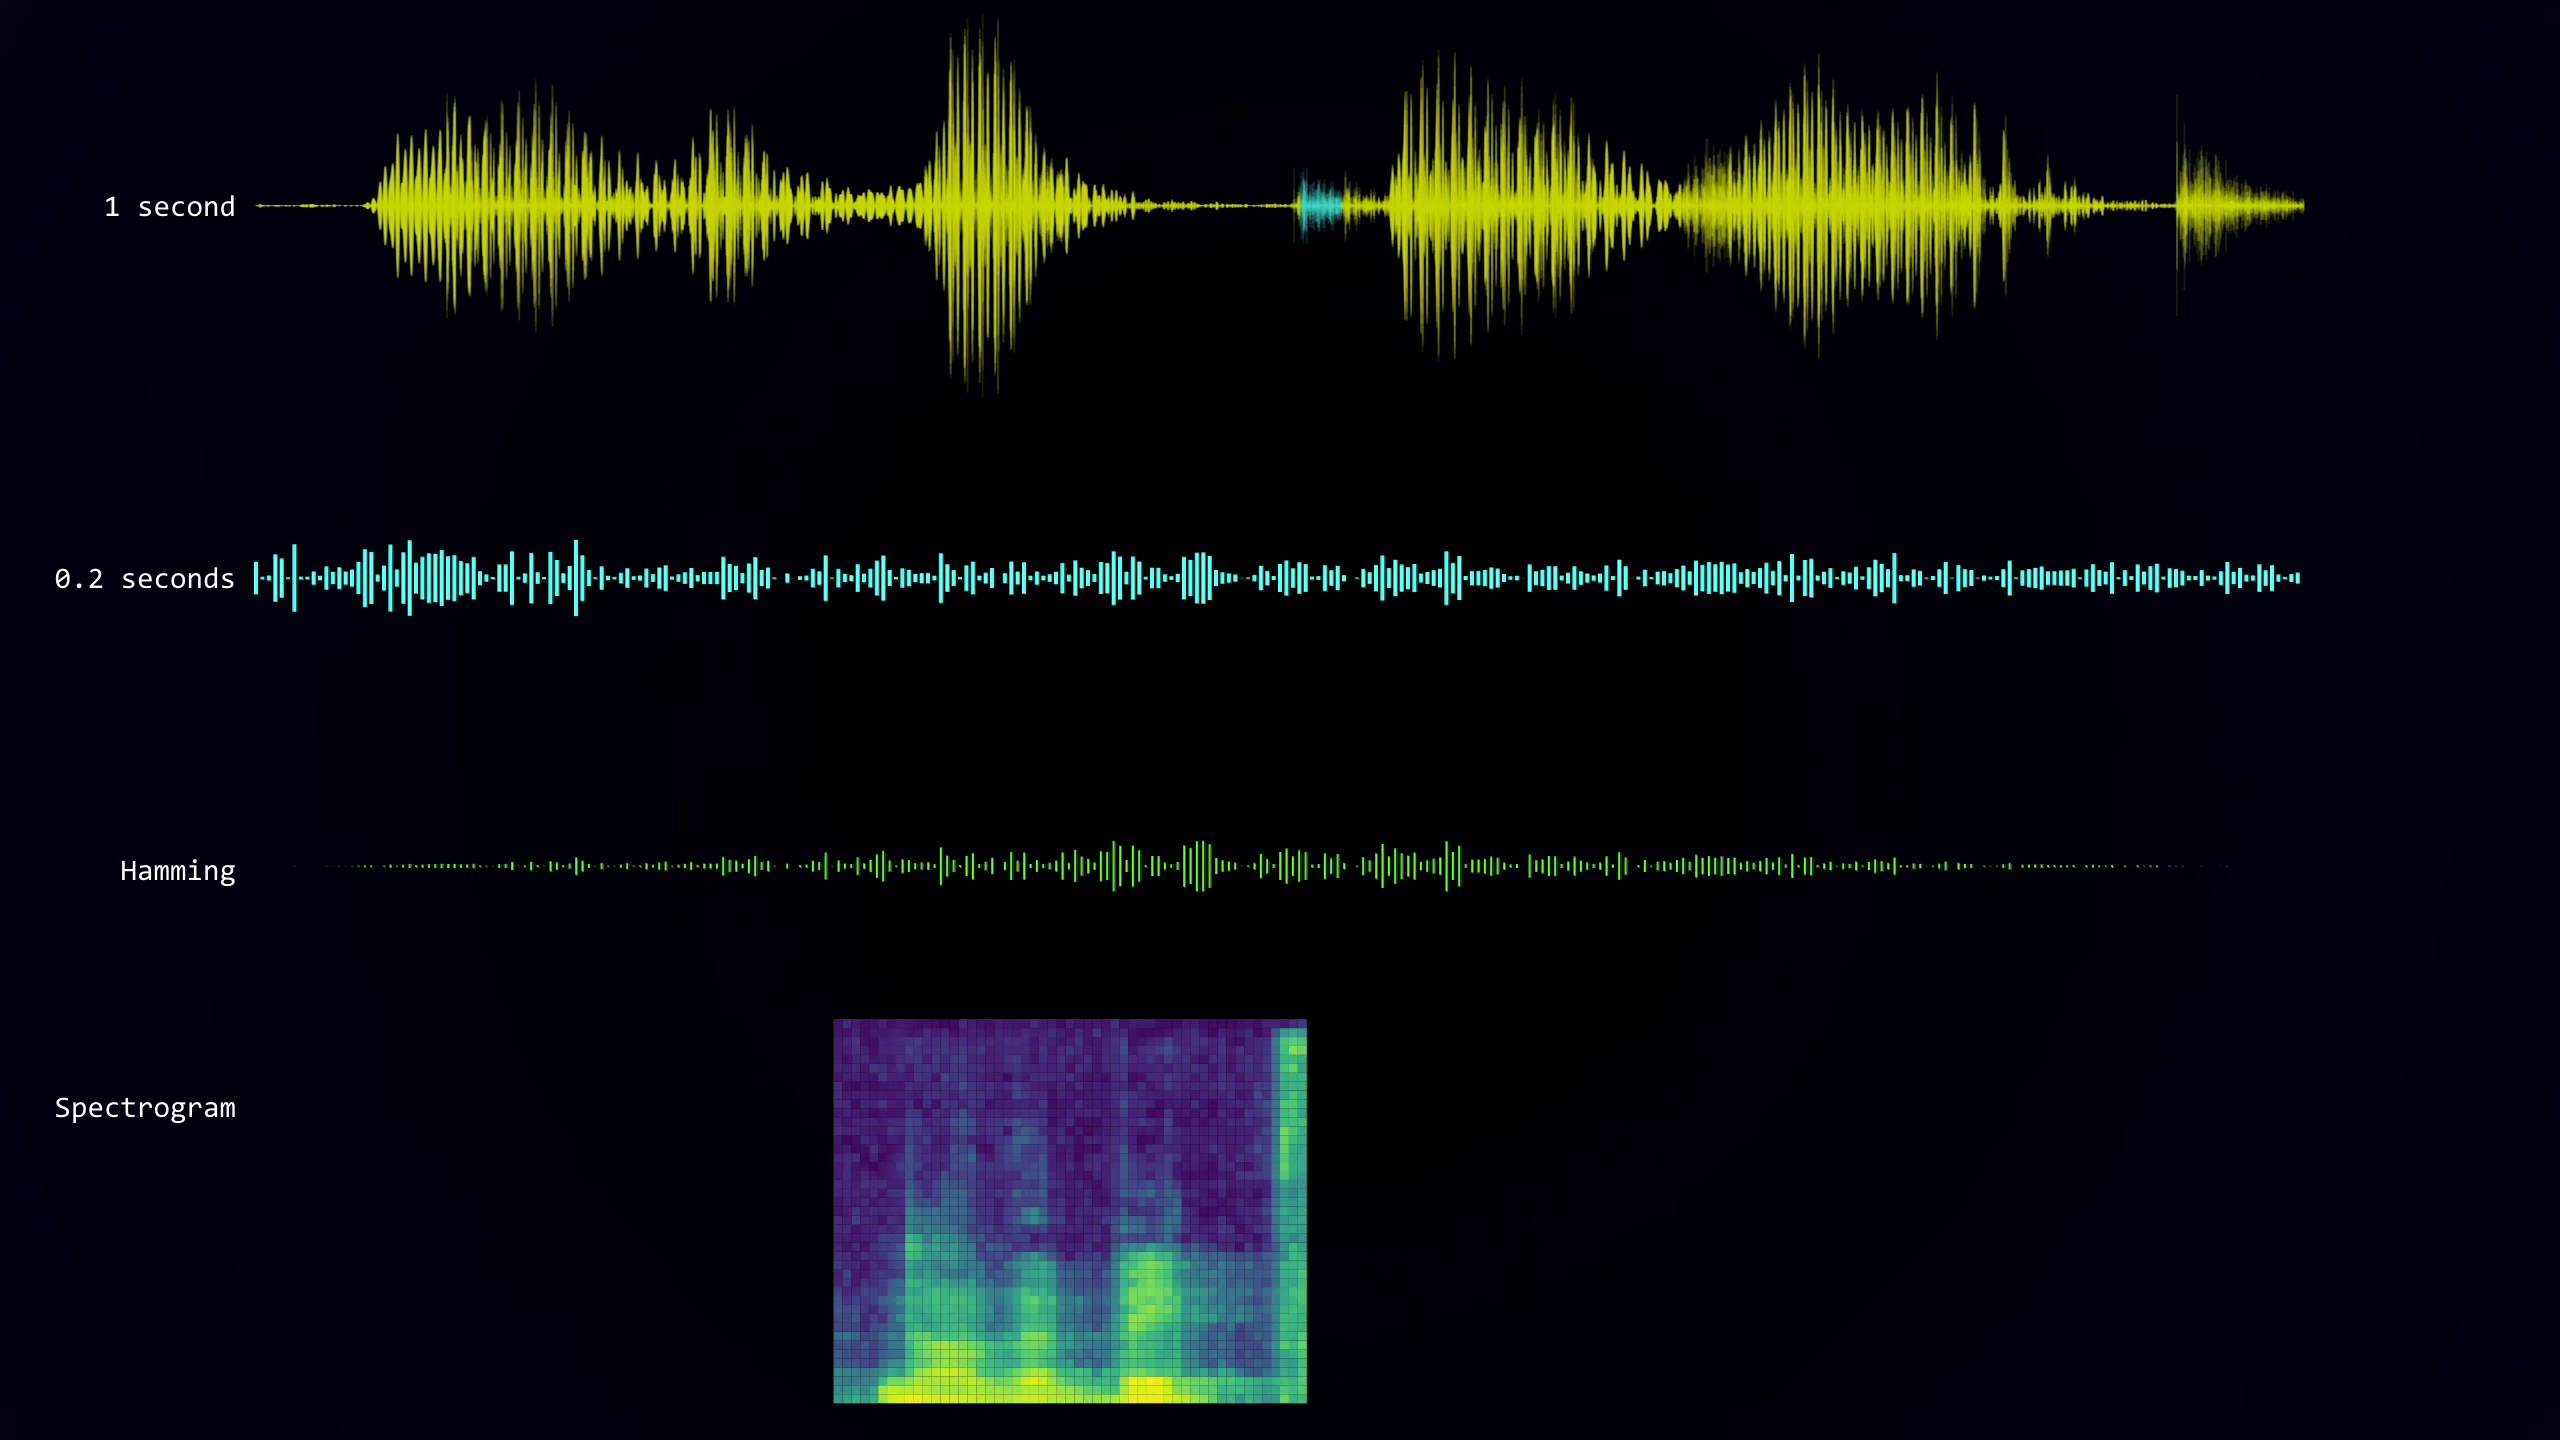 1 second
0.2 seconds
Hamming
Spectrogram